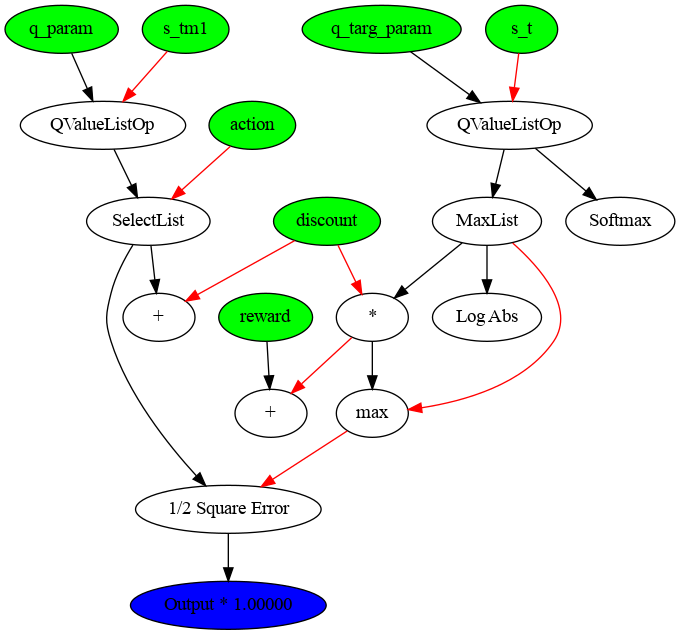 q_param
s_tm1
q_targ_param
s_t
QValueListOp
action
QValueListOp
SelectList
discount
MaxList
Softmax
+
reward
*
Log Abs
+
max
1/2 Square Error
Output * 1.00000